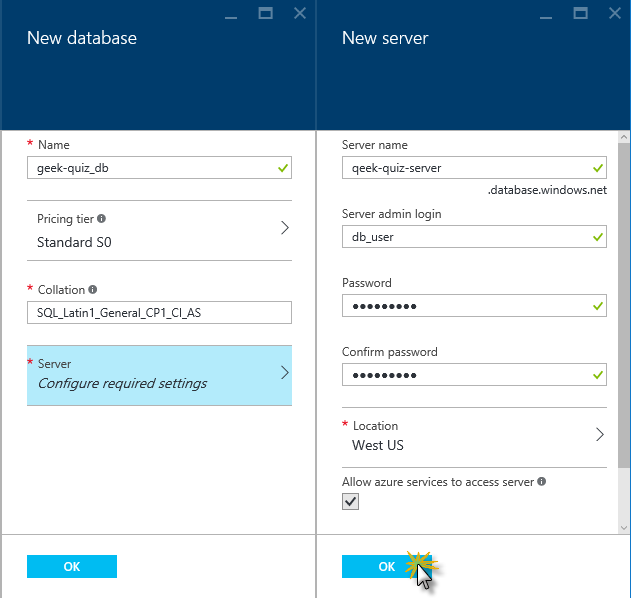 New database
* Name
geek-quiz_db
Pricing tier
Standard S0
* Collation
SQL_Latin1_General_CP1_CI_AS
* Server
Configure required settings
OK
New server
Server name
qeek-quiz-server
.database.windows.net
Server admin login
db_user
Password
•••••••••
Confirm password
•••••••••
* Location
West US
Allow azure services to access server
OK